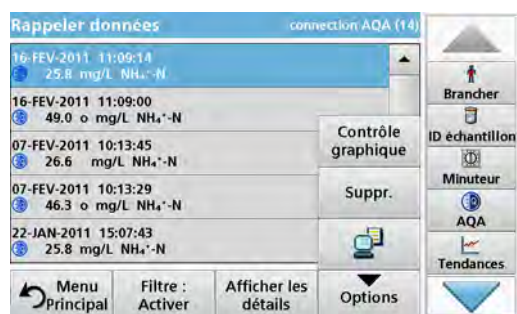 Rappeler données connection AQA (14)
16-FEV-2011 11:09:14
25.8 mg/L NH₄⁺-N
16-FEV-2011 11:09:00
49.0 o mg/L NH₄⁺-N
07-FEV-2011 10:13:45
26.6 mg/L NH₄⁺-N
07-FEV-2011 10:13:29
46.3 o mg/L NH₄⁺-N
22-JAN-2011 15:07:43
25.8 mg/L NH₄⁺-N
Contrôle
graphique
Suppr.
Menu
Principal
Filtre :
Activer
Afficher les
détails
Options
Brancher
ID échantillon
Minuteur
AQA
Tendances